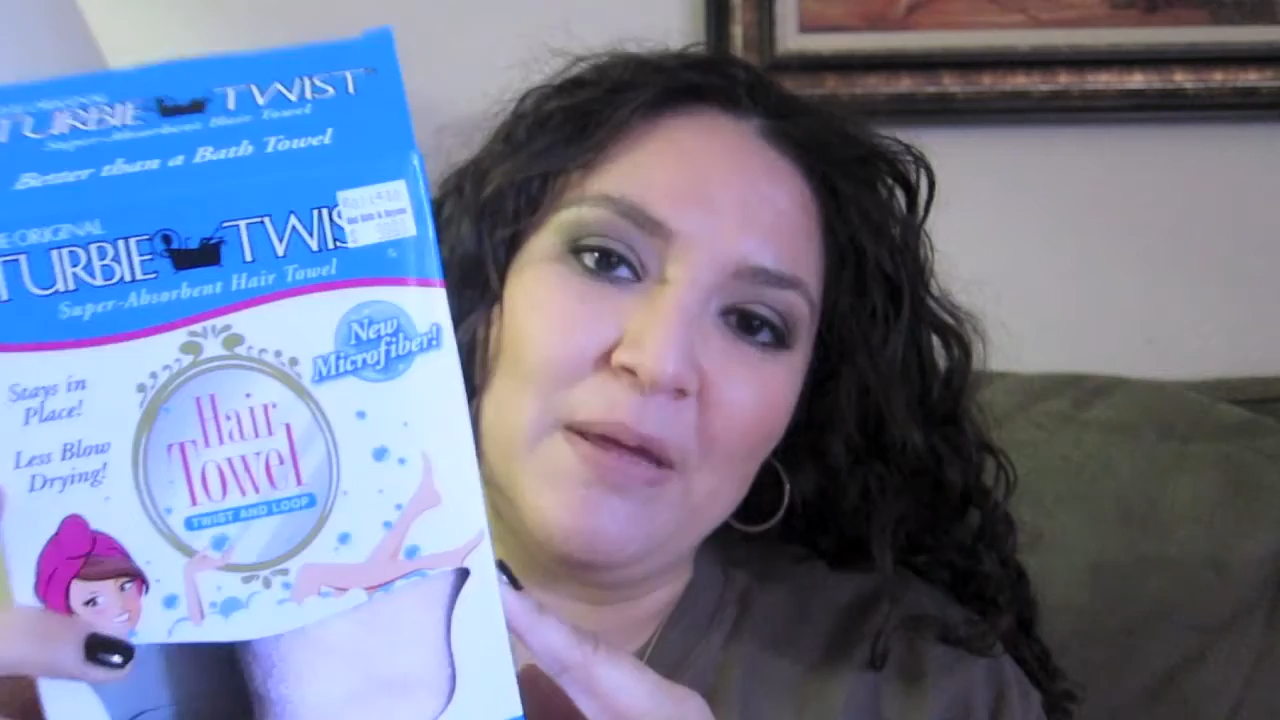 TURBIE TWIST
Super-Absorbent Hair Towel
Better than a Bath Towel
ORIGINAL
TURBIE TWIS
Super-Absorbent Hair Towel
New
Microfiber!
Stays in
Place!
Less Blow
Drying!
Hair
Towel
TWIST AND LOOP